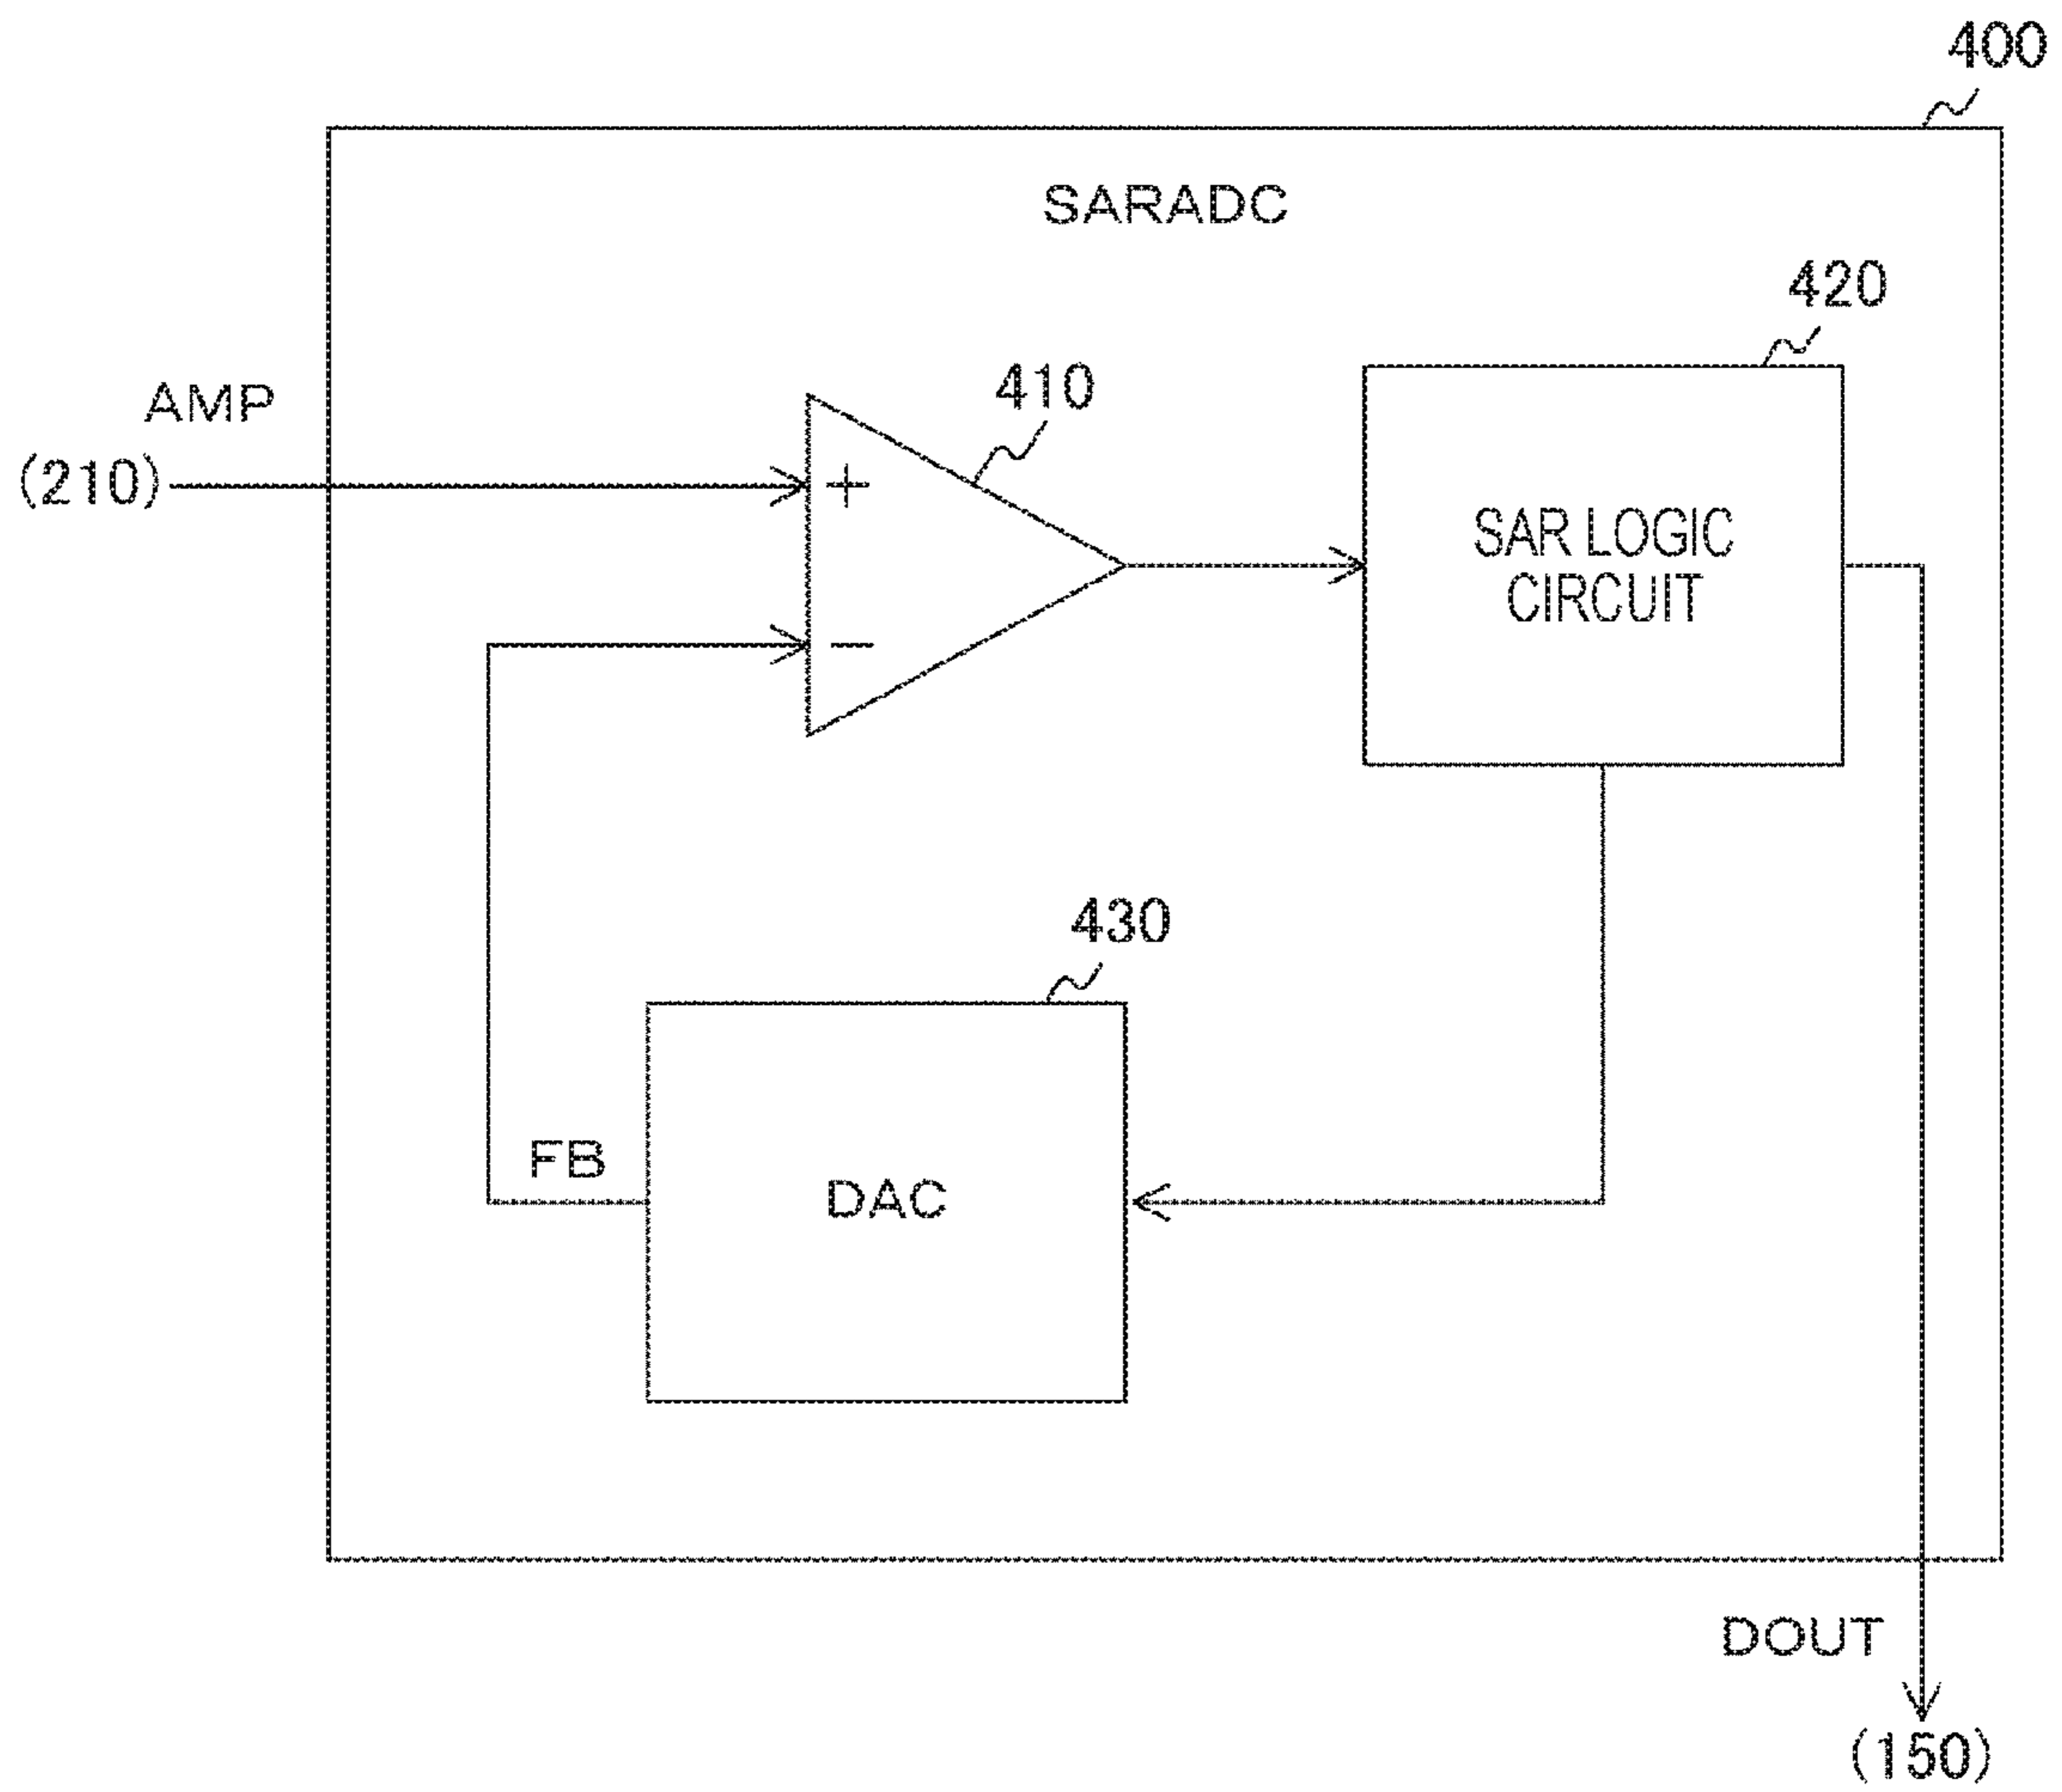 400
SARADC
420
410
AMP
(210)
+
SAR LOGIC
CIRCUIT
−
430
FB
DAC
DOUT
(150)